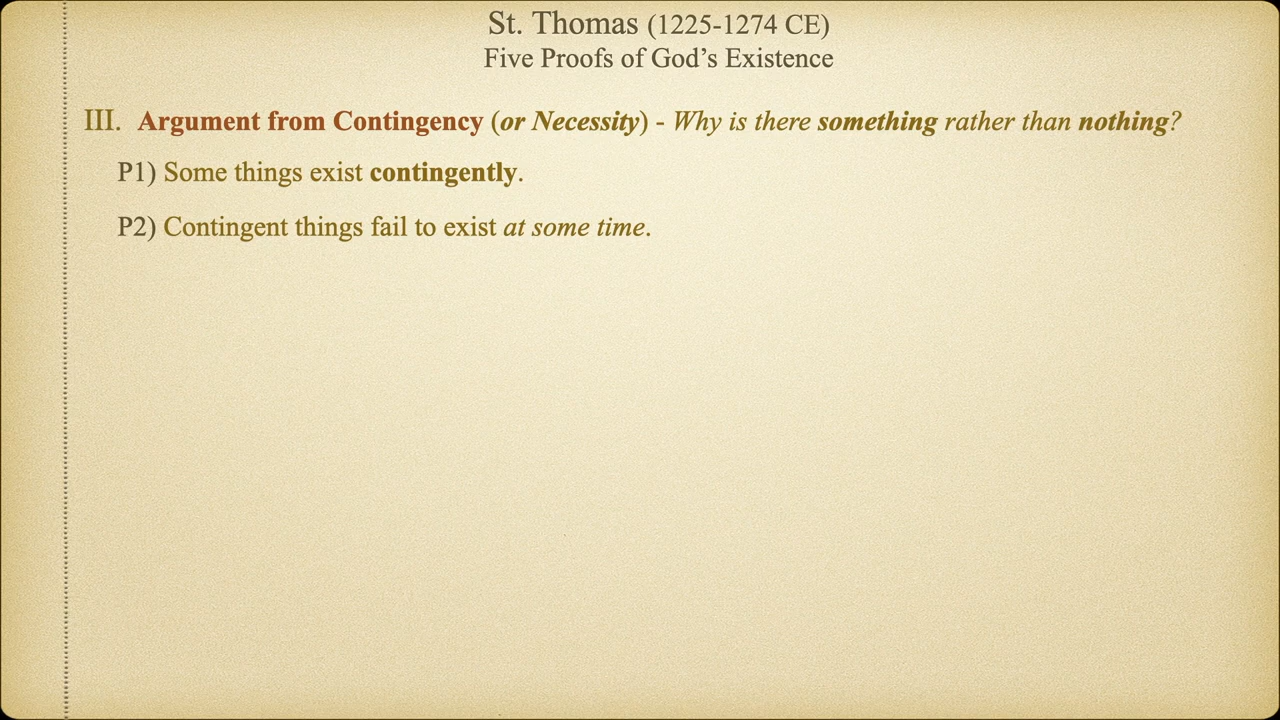 St. Thomas (1225-1274 CE)
Five Proofs of God’s Existence
III. Argument from Contingency (or Necessity) - Why is there something rather than nothing?
P1) Some things exist contingently.
P2) Contingent things fail to exist at some time.